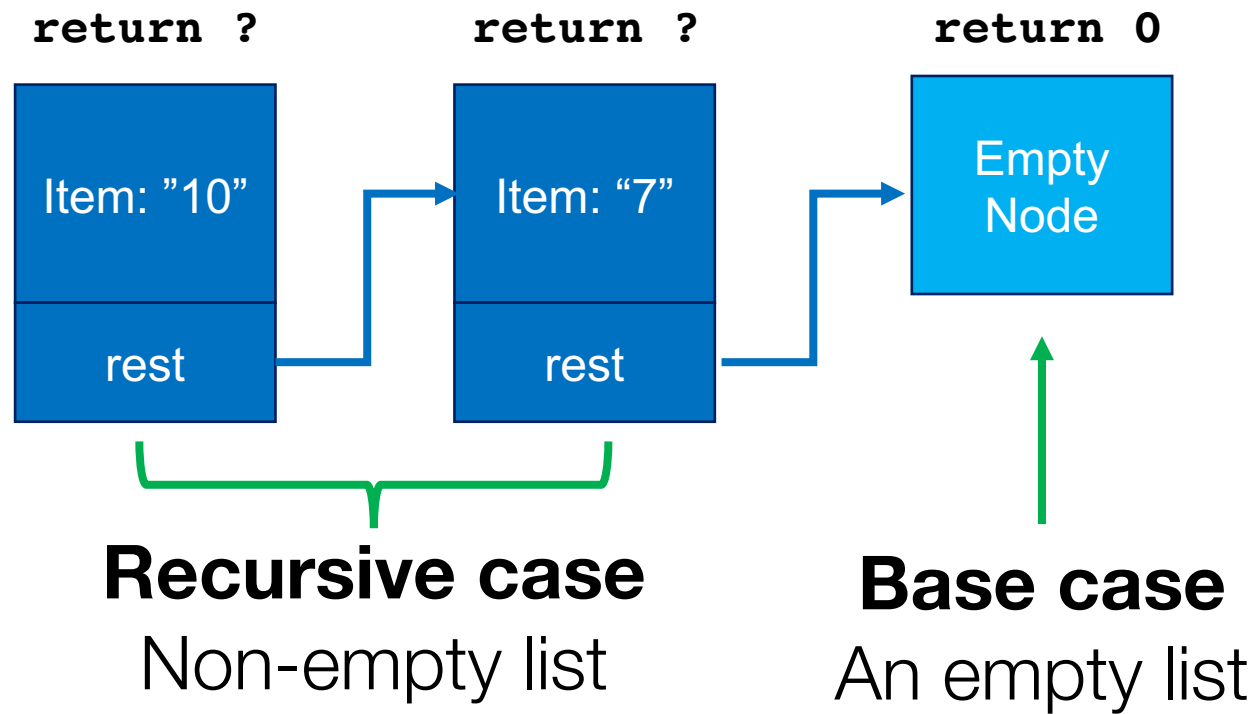 return ?
return ?
return 0
Item: ”10”
Item: “7”
Empty
Node
rest
rest
Recursive case
Non-empty list
Base case
An empty list